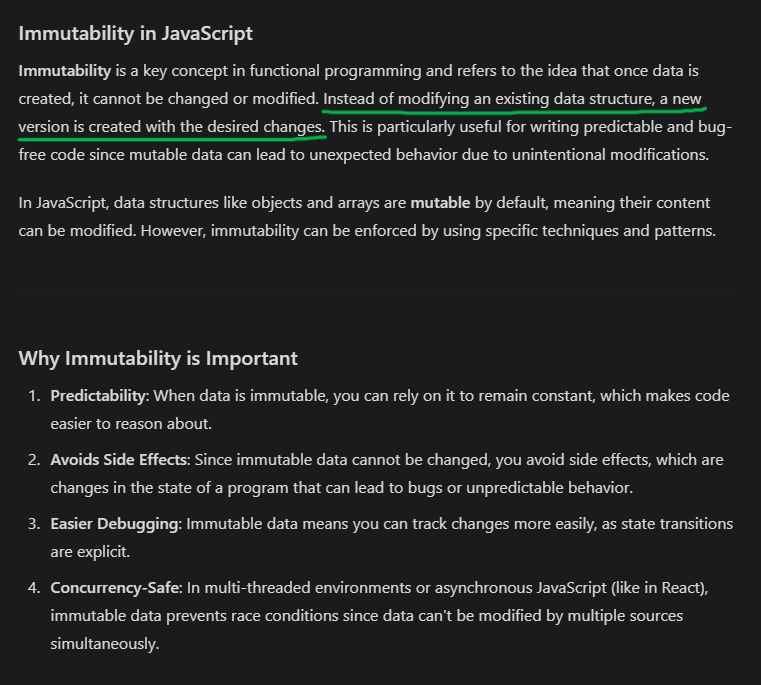 Immutability in JavaScript
Immutability is a key concept in functional programming and refers to the idea that once data is
created, it cannot be changed or modified. Instead of modifying an existing data structure, a new
version is created with the desired changes. This is particularly useful for writing predictable and bug-
free code since mutable data can lead to unexpected behavior due to unintentional modifications.
In JavaScript, data structures like objects and arrays are mutable by default, meaning their content
can be modified. However, immutability can be enforced by using specific techniques and patterns.
Why Immutability is Important
1. Predictability: When data is immutable, you can rely on it to remain constant, which makes code
easier to reason about.
2. Avoids Side Effects: Since immutable data cannot be changed, you avoid side effects, which are
changes in the state of a program that can lead to bugs or unpredictable behavior.
3. Easier Debugging: Immutable data means you can track changes more easily, as state transitions
are explicit.
4. Concurrency-Safe: In multi-threaded environments or asynchronous JavaScript (like in React),
immutable data prevents race conditions since data can't be modified by multiple sources
simultaneously.